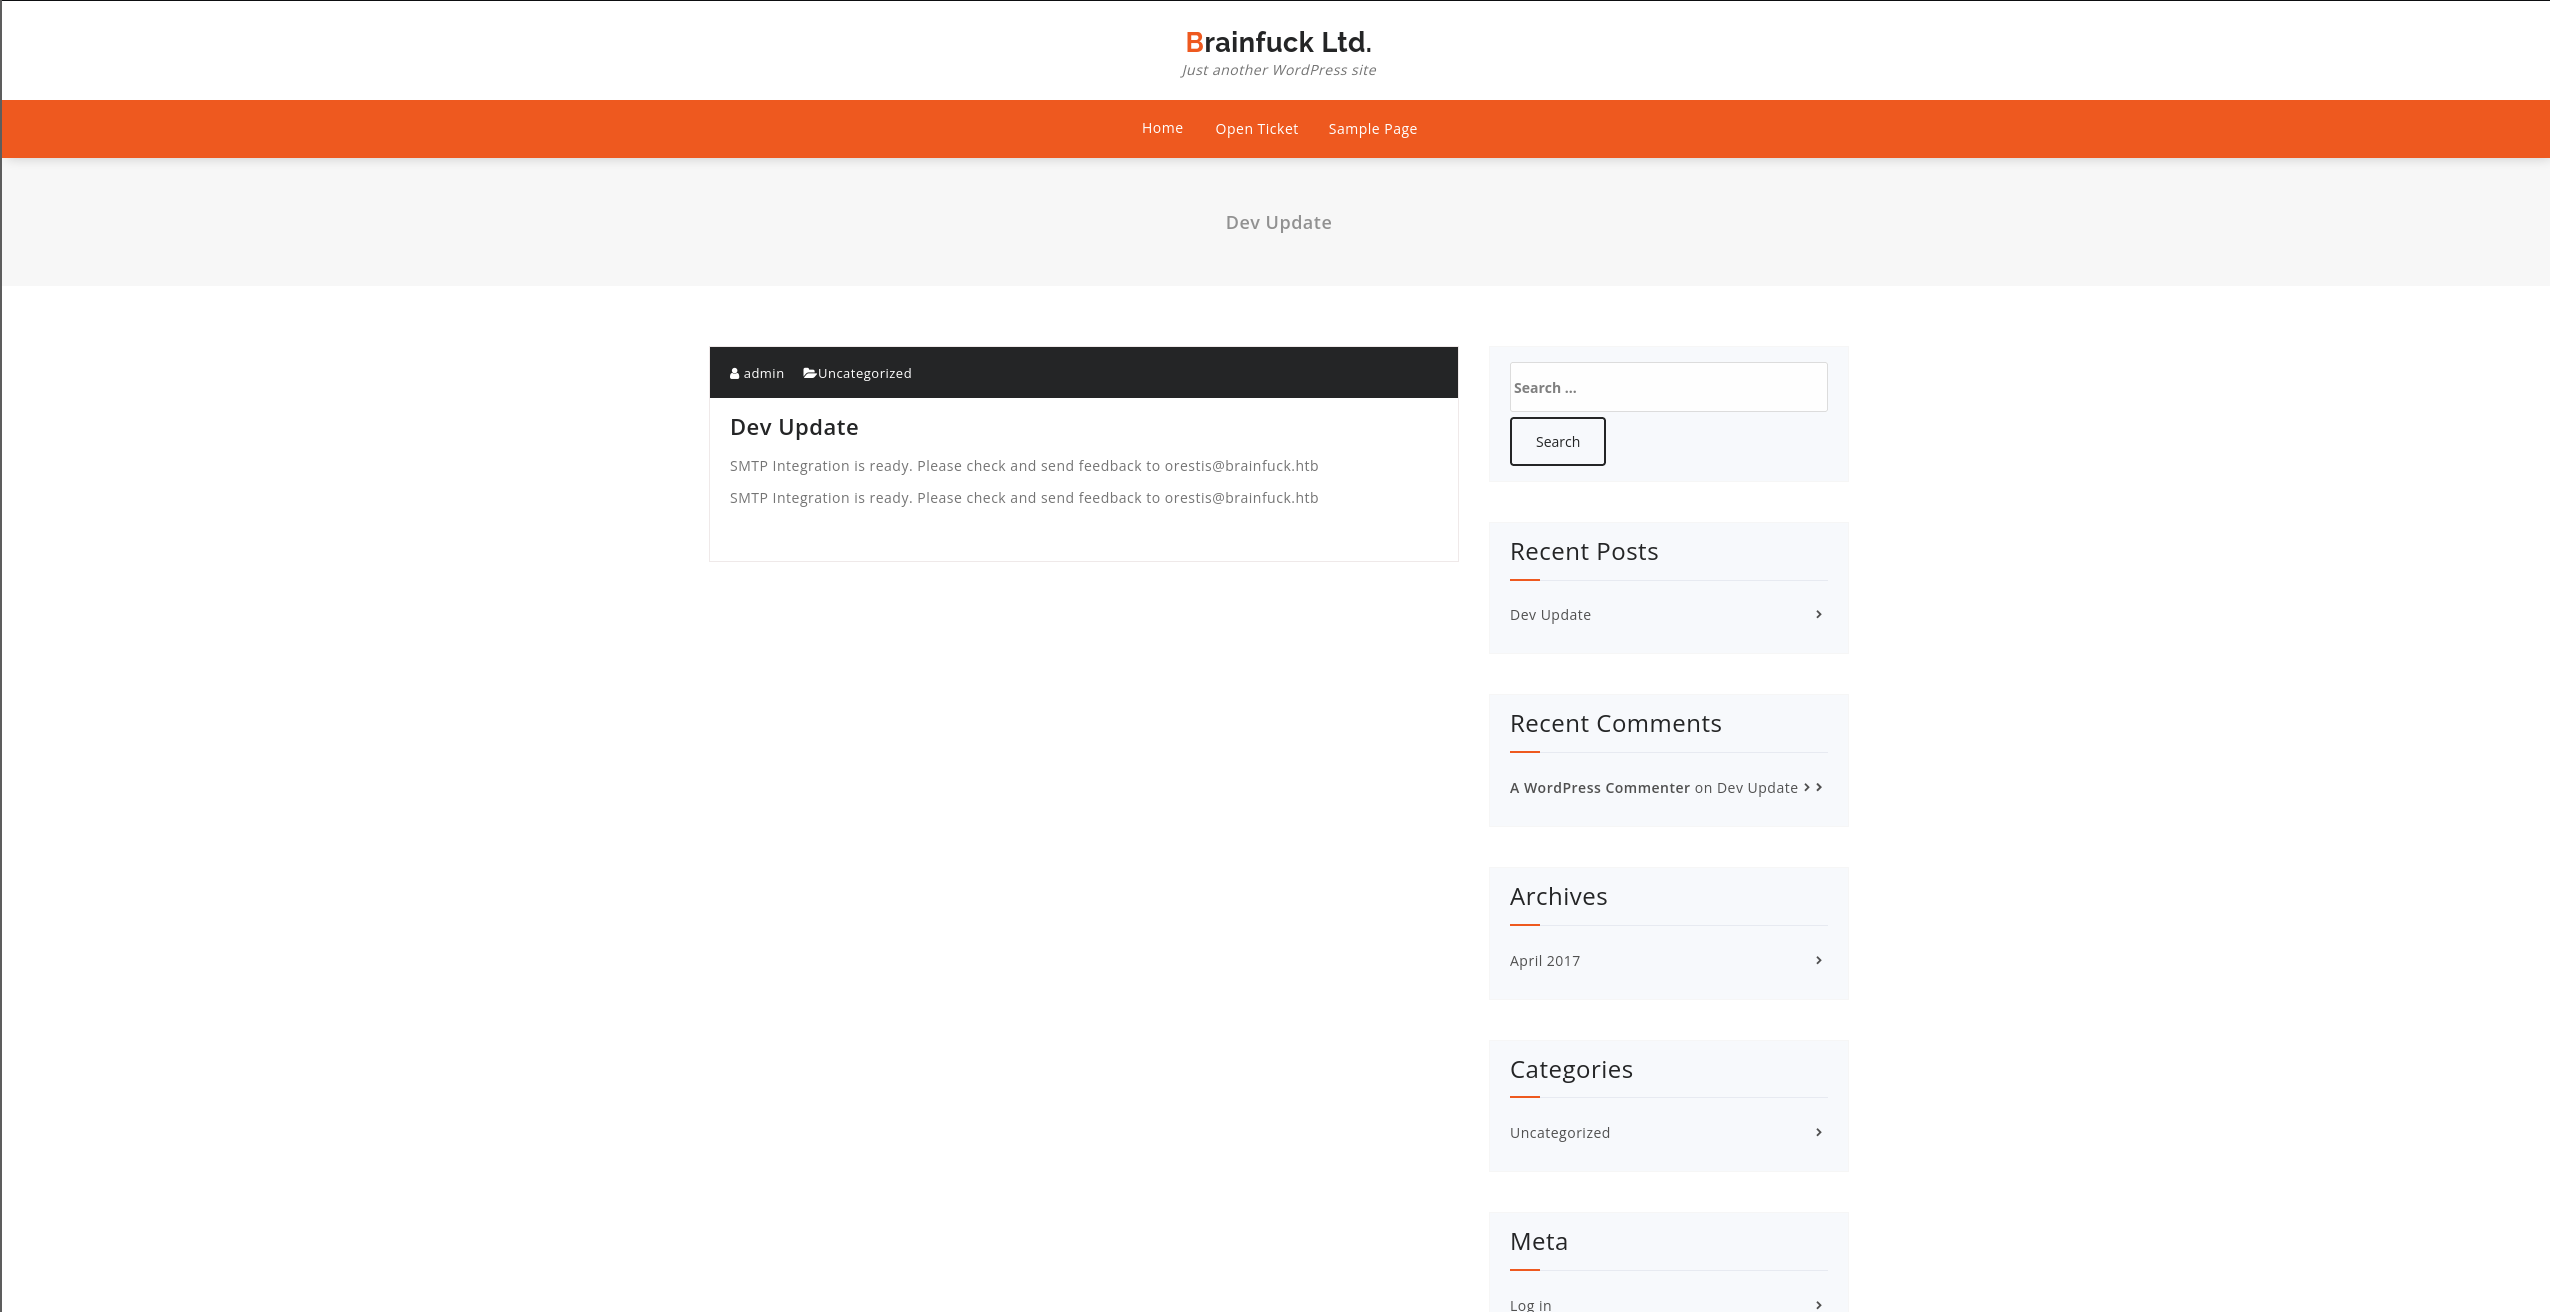 Brainfuck Ltd.
Just another WordPress site
Home Open Ticket Sample Page
Dev Update
admin Uncategorized
Dev Update
SMTP Integration is ready. Please check and send feedback to orestis@brainfuck.htb
SMTP Integration is ready. Please check and send feedback to orestis@brainfuck.htb
Search ...
Search
Recent Posts
Dev Update
Recent Comments
A WordPress Commenter on Dev Update
Archives
April 2017
Categories
Uncategorized
Meta
Log in